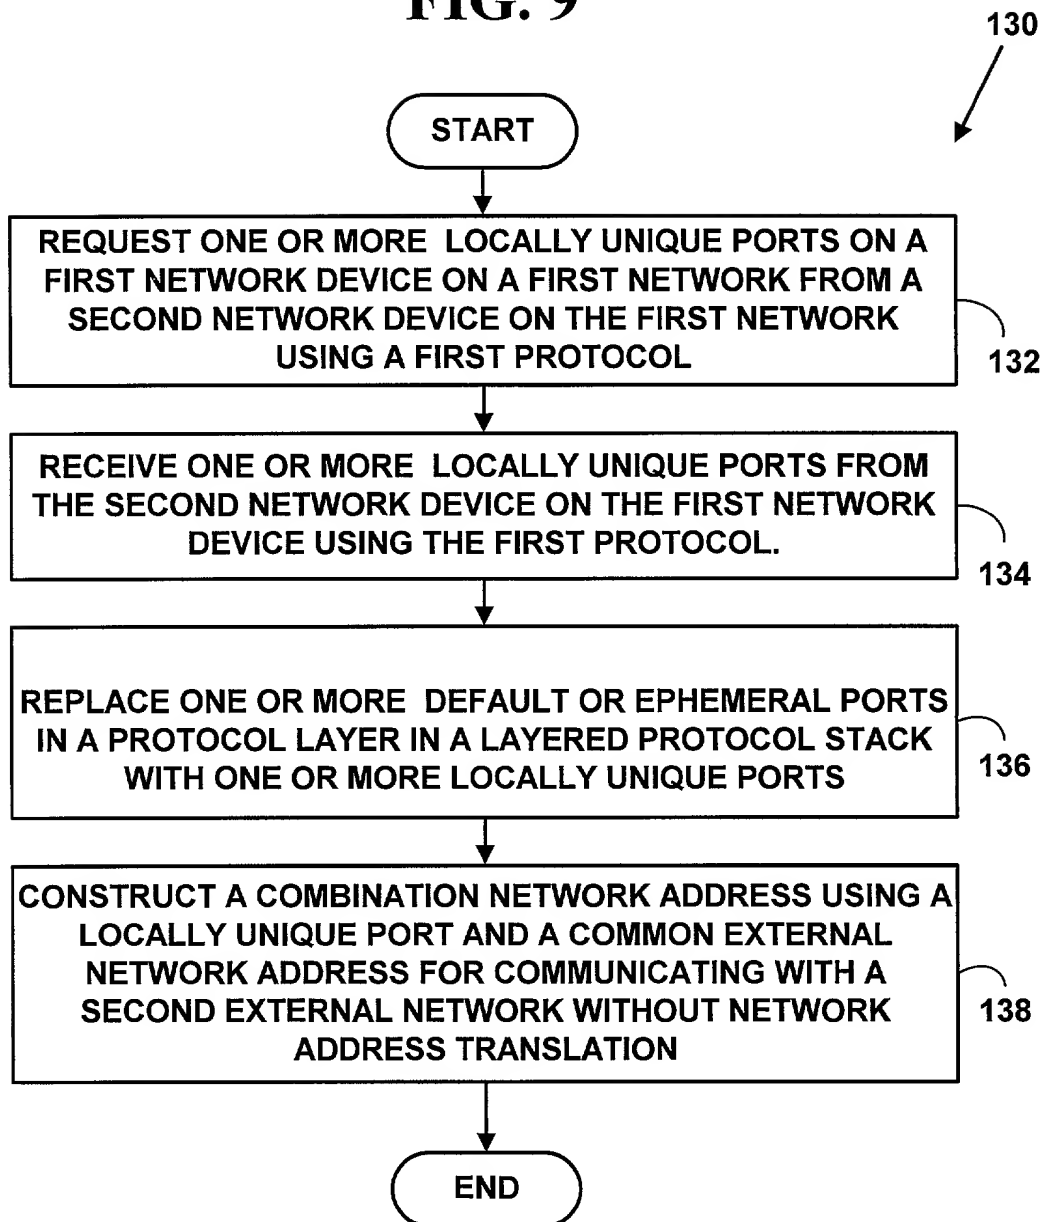 FIG. 9
130
START
REQUEST ONE OR MORE LOCALLY UNIQUE PORTS ON A
FIRST NETWORK DEVICE ON A FIRST NETWORK FROM A
SECOND NETWORK DEVICE ON THE FIRST NETWORK
USING A FIRST PROTOCOL
132
RECEIVE ONE OR MORE LOCALLY UNIQUE PORTS FROM
THE SECOND NETWORK DEVICE ON THE FIRST NETWORK
DEVICE USING THE FIRST PROTOCOL.
134
REPLACE ONE OR MORE DEFAULT OR EPHEMERAL PORTS
IN A PROTOCOL LAYER IN A LAYERED PROTOCOL STACK
WITH ONE OR MORE LOCALLY UNIQUE PORTS
136
CONSTRUCT A COMBINATION NETWORK ADDRESS USING A
LOCALLY UNIQUE PORT AND A COMMON EXTERNAL
NETWORK ADDRESS FOR COMMUNICATING WITH A
SECOND EXTERNAL NETWORK WITHOUT NETWORK
ADDRESS TRANSLATION
138
END